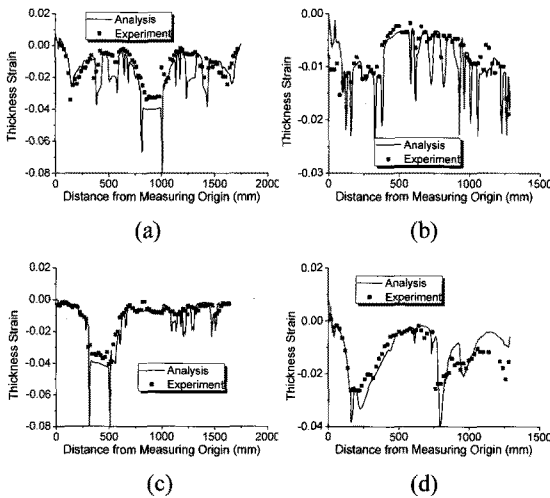 0.02
0.00
-0.02
-0.04
-0.06
-0.08
Thickness Strain
Analysis
Experiment
0 500 1000 1500 2000
Distance from Measuring Origin (mm)
(a)
0.01
0.00
-0.01
-0.02
-0.03
Thickness Strain
Analysis
Experiment
0 500 1000 1500
Distance from Measuring Origin (mm)
(b)
0.02
0.00
-0.02
-0.04
-0.06
-0.08
Thickness Strain
Analysis
Experiment
0 500 1000 1500 2000
Distance from Measuring Origin (mm)
(c)
0.02
0.00
-0.02
-0.04
Thickness Strain
Analysis
Experiment
0 500 1000 1500
Distance from Measuring Origin (mm)
(d)